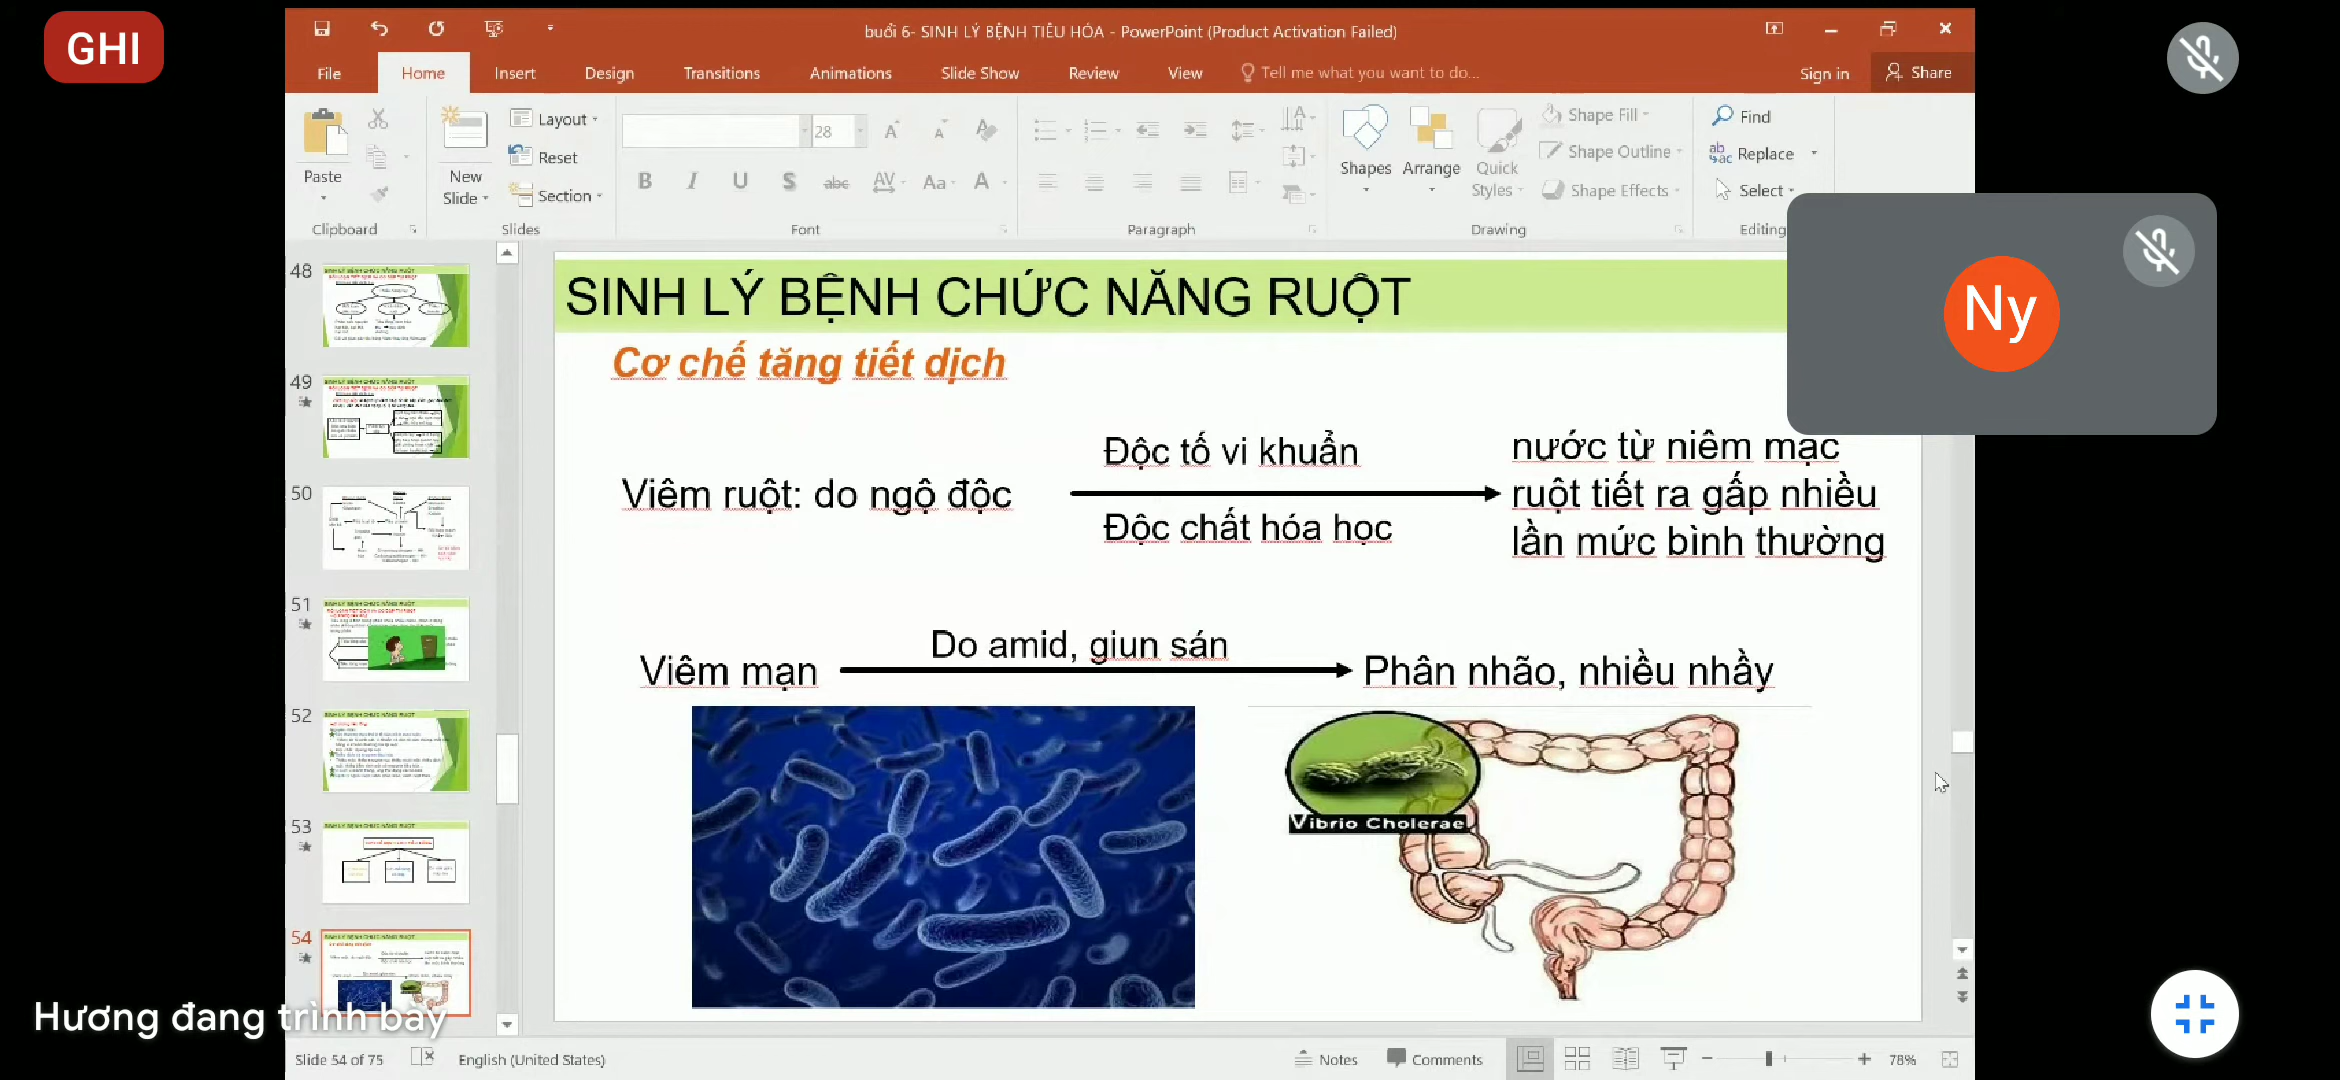 GHI
buổi 6- SINH LÝ BỆNH TIÊU HÓA - PowerPoint (Product Activation Failed)
File Home Insert Design Transitions Animations Slide Show Review View Tell me what you want to do... Sign in Share
Paste
Clipboard
New Slide
Layout
Reset
Section
Slides
28
B I U S abc AV Aa A
Font
Paragraph
Shapes
Arrange
Quick Styles
Shape Fill
Shape Outline
Shape Effects
Drawing
Find
Replace
Select
Editing
Ny
48
49
50
51
52
53
54
SINH LÝ BỆNH CHỨC NĂNG RUỘT
Cơ chế tăng tiết dịch
Viêm ruột: do ngộ độc
Độc tố vi khuẩn
Độc chất hóa học
nước từ niêm mạc
ruột tiết ra gấp nhiều
lần mức bình thường
Viêm mạn
Do amid, giun sán
Phân nhão, nhiều nhầy
Vibrio Cholerae
Hương đang trình bày
Slide 54 of 75 English (United States) Notes Comments 78%